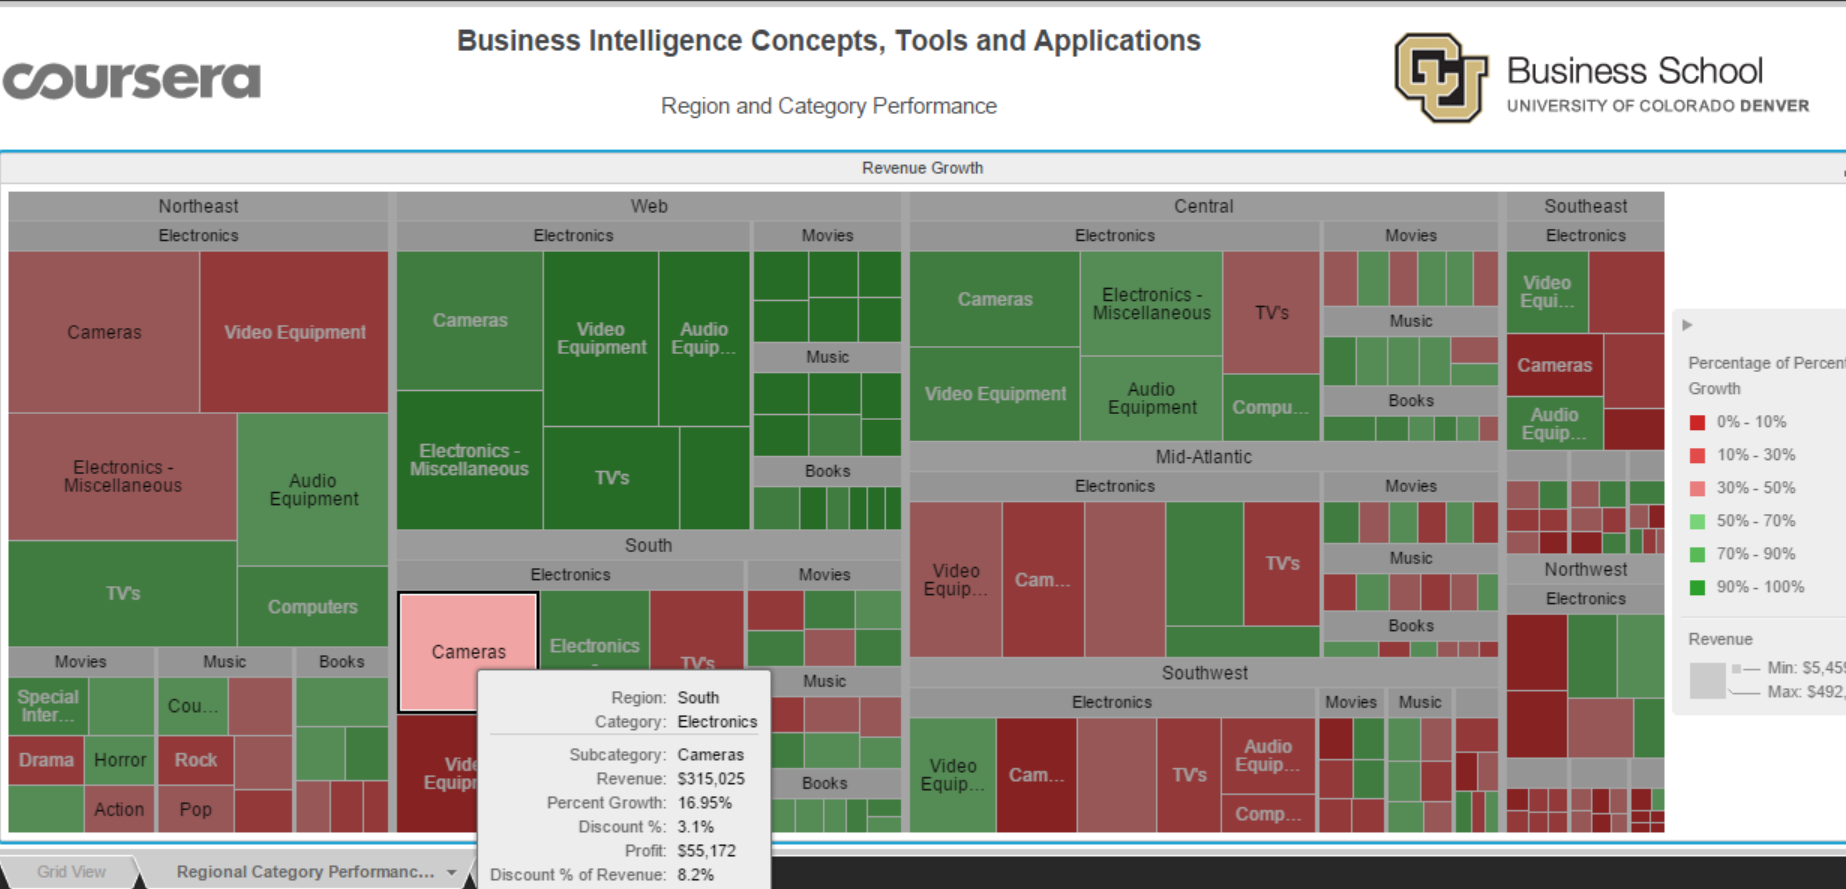 coursera
Business Intelligence Concepts, Tools and Applications
Region and Category Performance
CU
Business School
UNIVERSITY OF COLORADO DENVER
Revenue Growth
Northeast
Electronics
Cameras
Video Equipment
Electronics -
Miscellaneous
Audio
Equipment
TV's
Computers
Movies
Music
Books
Special
Inter...
Cou...
Drama
Horror
Rock
Action
Pop
Web
Electronics
Movies
Cameras
Video
Equipment
Audio
Equip...
Music
Electronics -
Miscellaneous
TV's
Books
South
Electronics
Movies
Cameras
Electronics
-
TV's
Music
Books
Region: South
Category: Electronics
Subcategory: Cameras
Revenue: $315,025
Percent Growth: 16.95%
Discount %: 3.1%
Profit: $55,172
Discount % of Revenue: 8.2%
Central
Electronics
Movies
Cameras
Electronics -
Miscellaneous
TV's
Music
Video Equipment
Audio
Equipment
Compu...
Books
Mid-Atlantic
Electronics
Movies
Video
Equip...
Cam...
TV's
Music
Books
Southwest
Electronics
Movies
Music
Video
Equip...
Cam...
TV's
Audio
Equip...
Comp...
Southeast
Electronics
Video
Equi...
Cameras
Audio
Equip...
Northwest
Electronics
Percentage of Percent
Growth
0% - 10%
10% - 30%
30% - 50%
50% - 70%
70% - 90%
90% - 100%
Revenue
Min: $5,459
Max: $492,
Grid View
Regional Category Performanc...